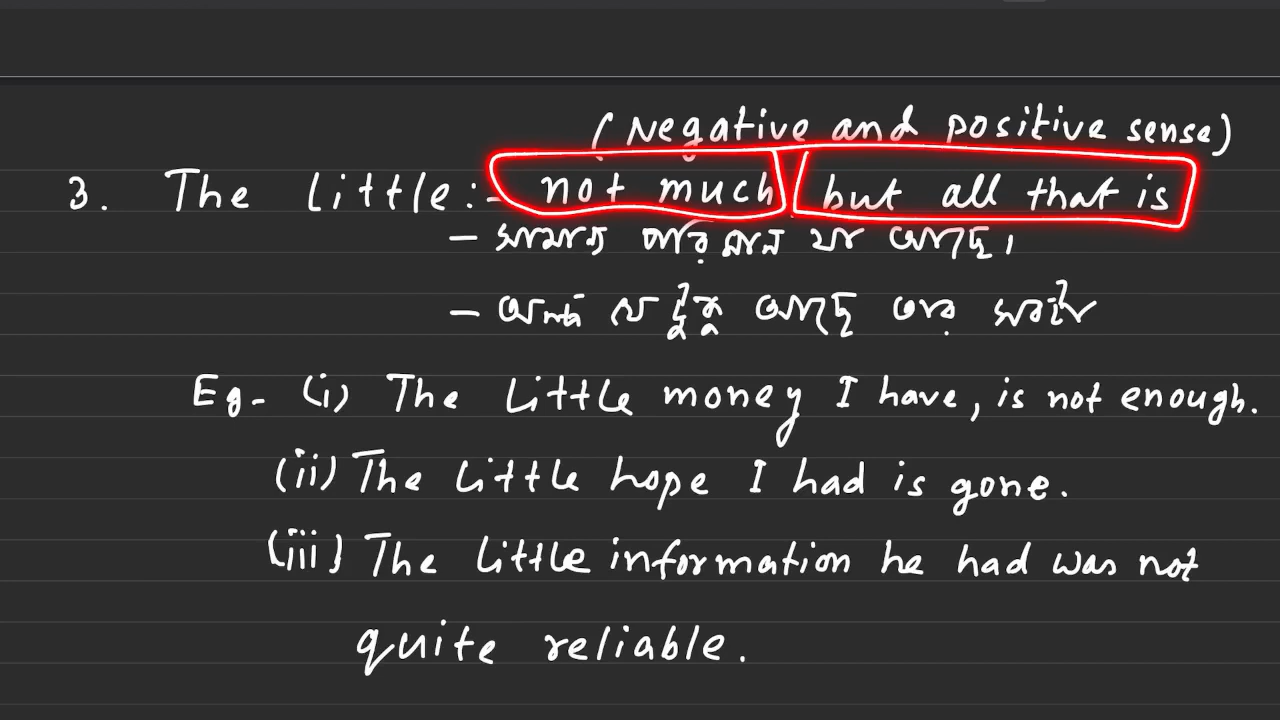 (Negative and positive sense)
3. The Little:- not much but all that is
– আছে।
– আছে
Eg- (i) The Little money I have, is not enough.
(ii) The Little hope I had is gone.
(iii) The Little information he had was not
quite reliable.